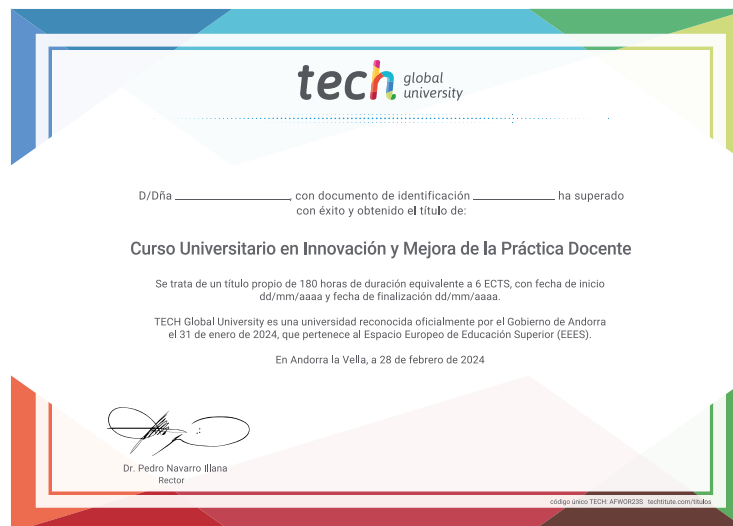 tech global university
D/Dña ____________________, con documento de identificación ______________ ha superado
con éxito y obtenido el título de:
Curso Universitario en Innovación y Mejora de la Práctica Docente
Se trata de un título propio de 180 horas de duración equivalente a 6 ECTS, con fecha de inicio
dd/mm/aaaa y fecha de finalización dd/mm/aaaa.
TECH Global University es una universidad reconocida oficialmente por el Gobierno de Andorra
el 31 de enero de 2024, que pertenece al Espacio Europeo de Educación Superior (EEES).
En Andorra la Vella, a 28 de febrero de 2024
Dr. Pedro Navarro Illana
Rector
código único TECH: AFWOR23S techtitute.com/titulos